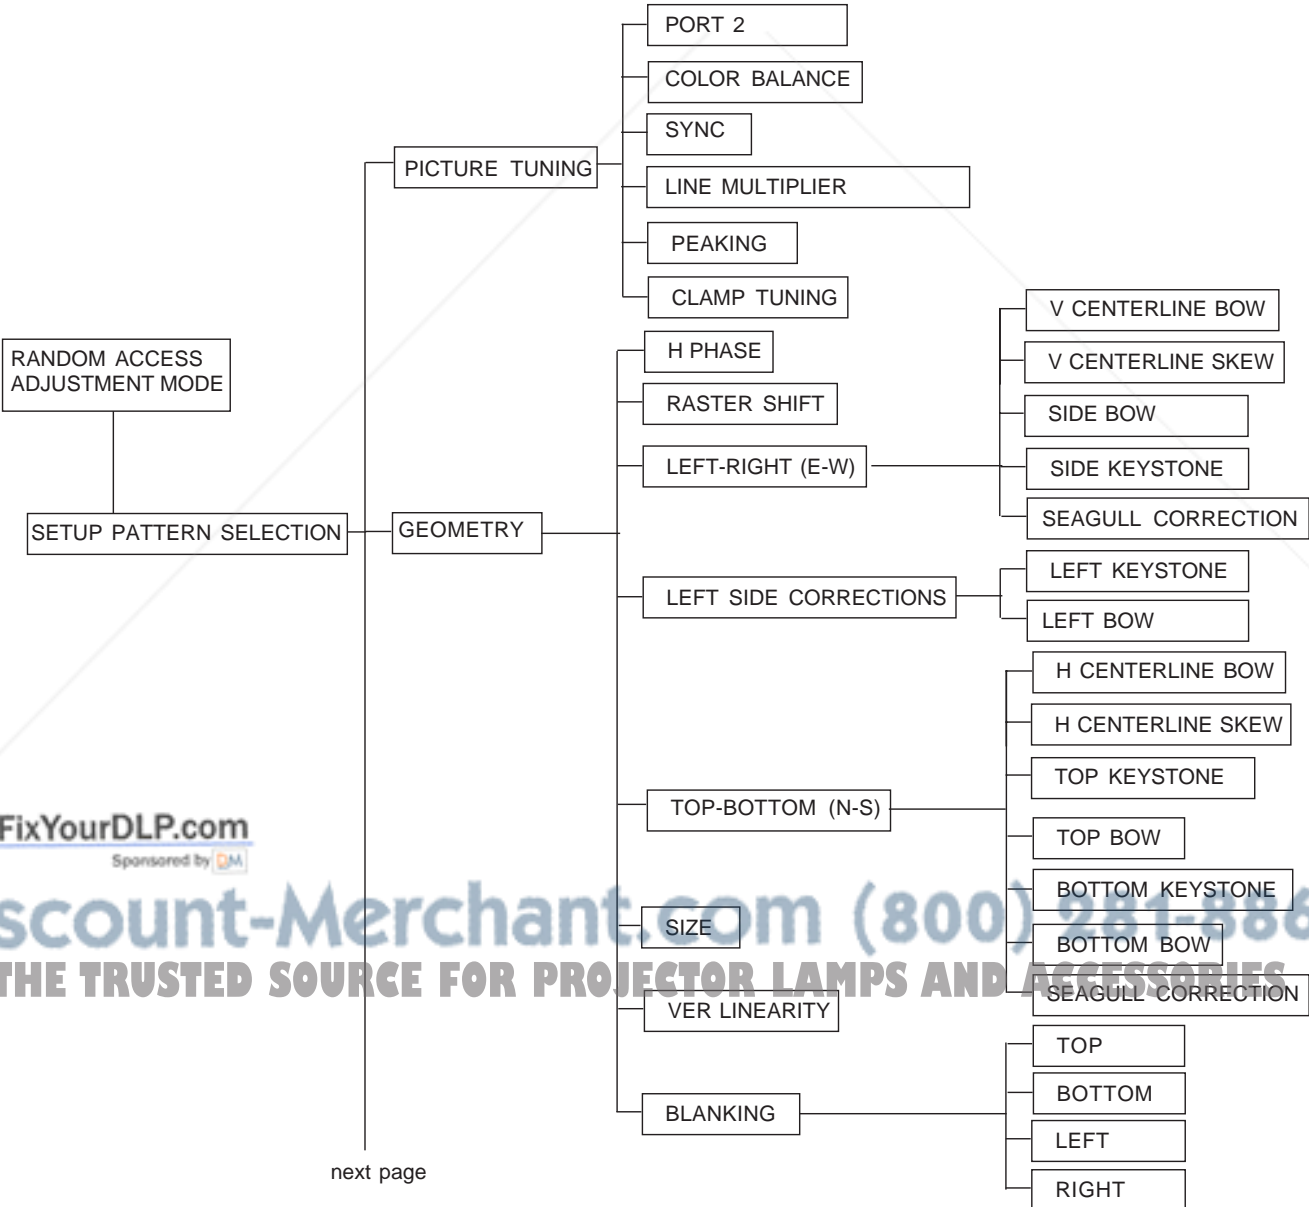 PORT 2
COLOR BALANCE
SYNC
PICTURE TUNING
LINE MULTIPLIER
PEAKING
CLAMP TUNING
RANDOM ACCESS
ADJUSTMENT MODE
SETUP PATTERN SELECTION
GEOMETRY
H PHASE
RASTER SHIFT
LEFT-RIGHT (E-W)
V CENTERLINE BOW
V CENTERLINE SKEW
SIDE BOW
SIDE KEYSTONE
SEAGULL CORRECTION
LEFT SIDE CORRECTIONS
LEFT KEYSTONE
LEFT BOW
TOP-BOTTOM (N-S)
H CENTERLINE BOW
H CENTERLINE SKEW
TOP KEYSTONE
TOP BOW
BOTTOM KEYSTONE
BOTTOM BOW
SEAGULL CORRECTION
SIZE
VER LINEARITY
BLANKING
TOP
BOTTOM
LEFT
RIGHT
next page
FixYourDLP.com
Sponsored by DM
scount-Merchant.com (800) 281-886
THE TRUSTED SOURCE FOR PROJECTOR LAMPS AND ACCESSORIES